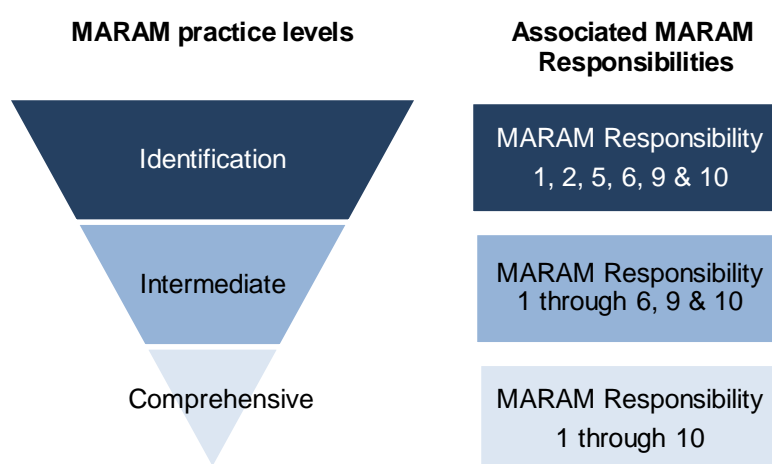 MARAM practice levels
Associated MARAM
Responsibilities
Identification
MARAM Responsibility
1, 2, 5, 6, 9 & 10
Intermediate
MARAM Responsibility
1 through 6, 9 & 10
Comprehensive
MARAM Responsibility
1 through 10